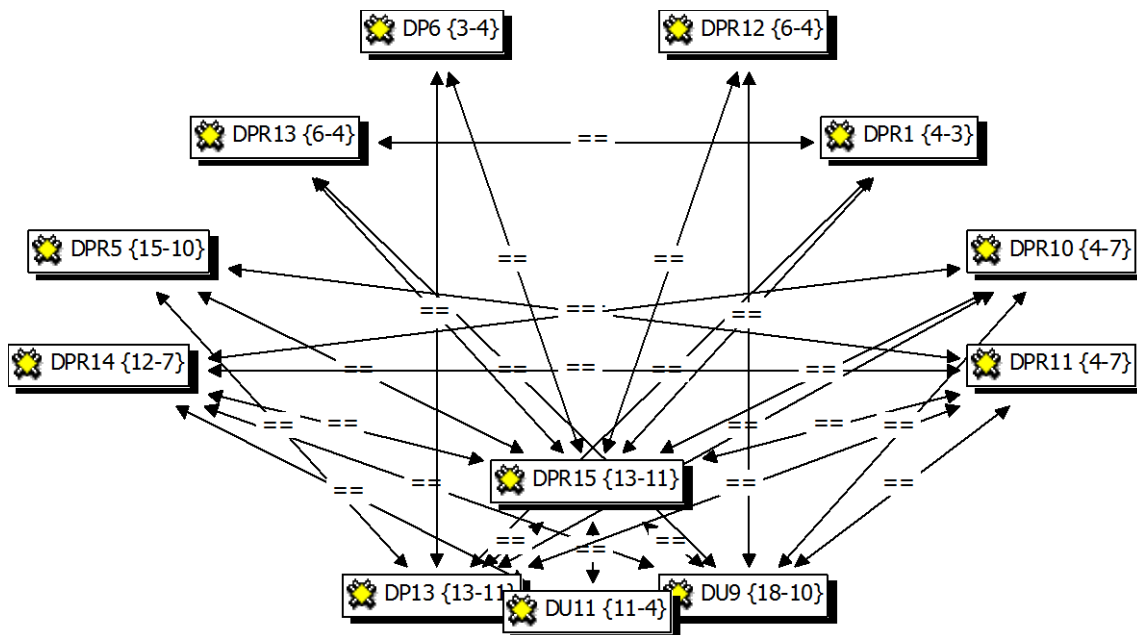 DP6 {3-4}
DPR12 {6-4}
DPR13 {6-4}
==
DPR1 {4-3}
DPR5 {15-10}
==
==
DPR10 {4-7}
==
==
==
DPR14 {12-7}
==
==
==
DPR11 {4-7}
==
==
==
==
==
DPR15 {13-11}
==
==
==
==
==
==
DP13 {13-11}
DU11 {11-4}
DU9 {18-10}